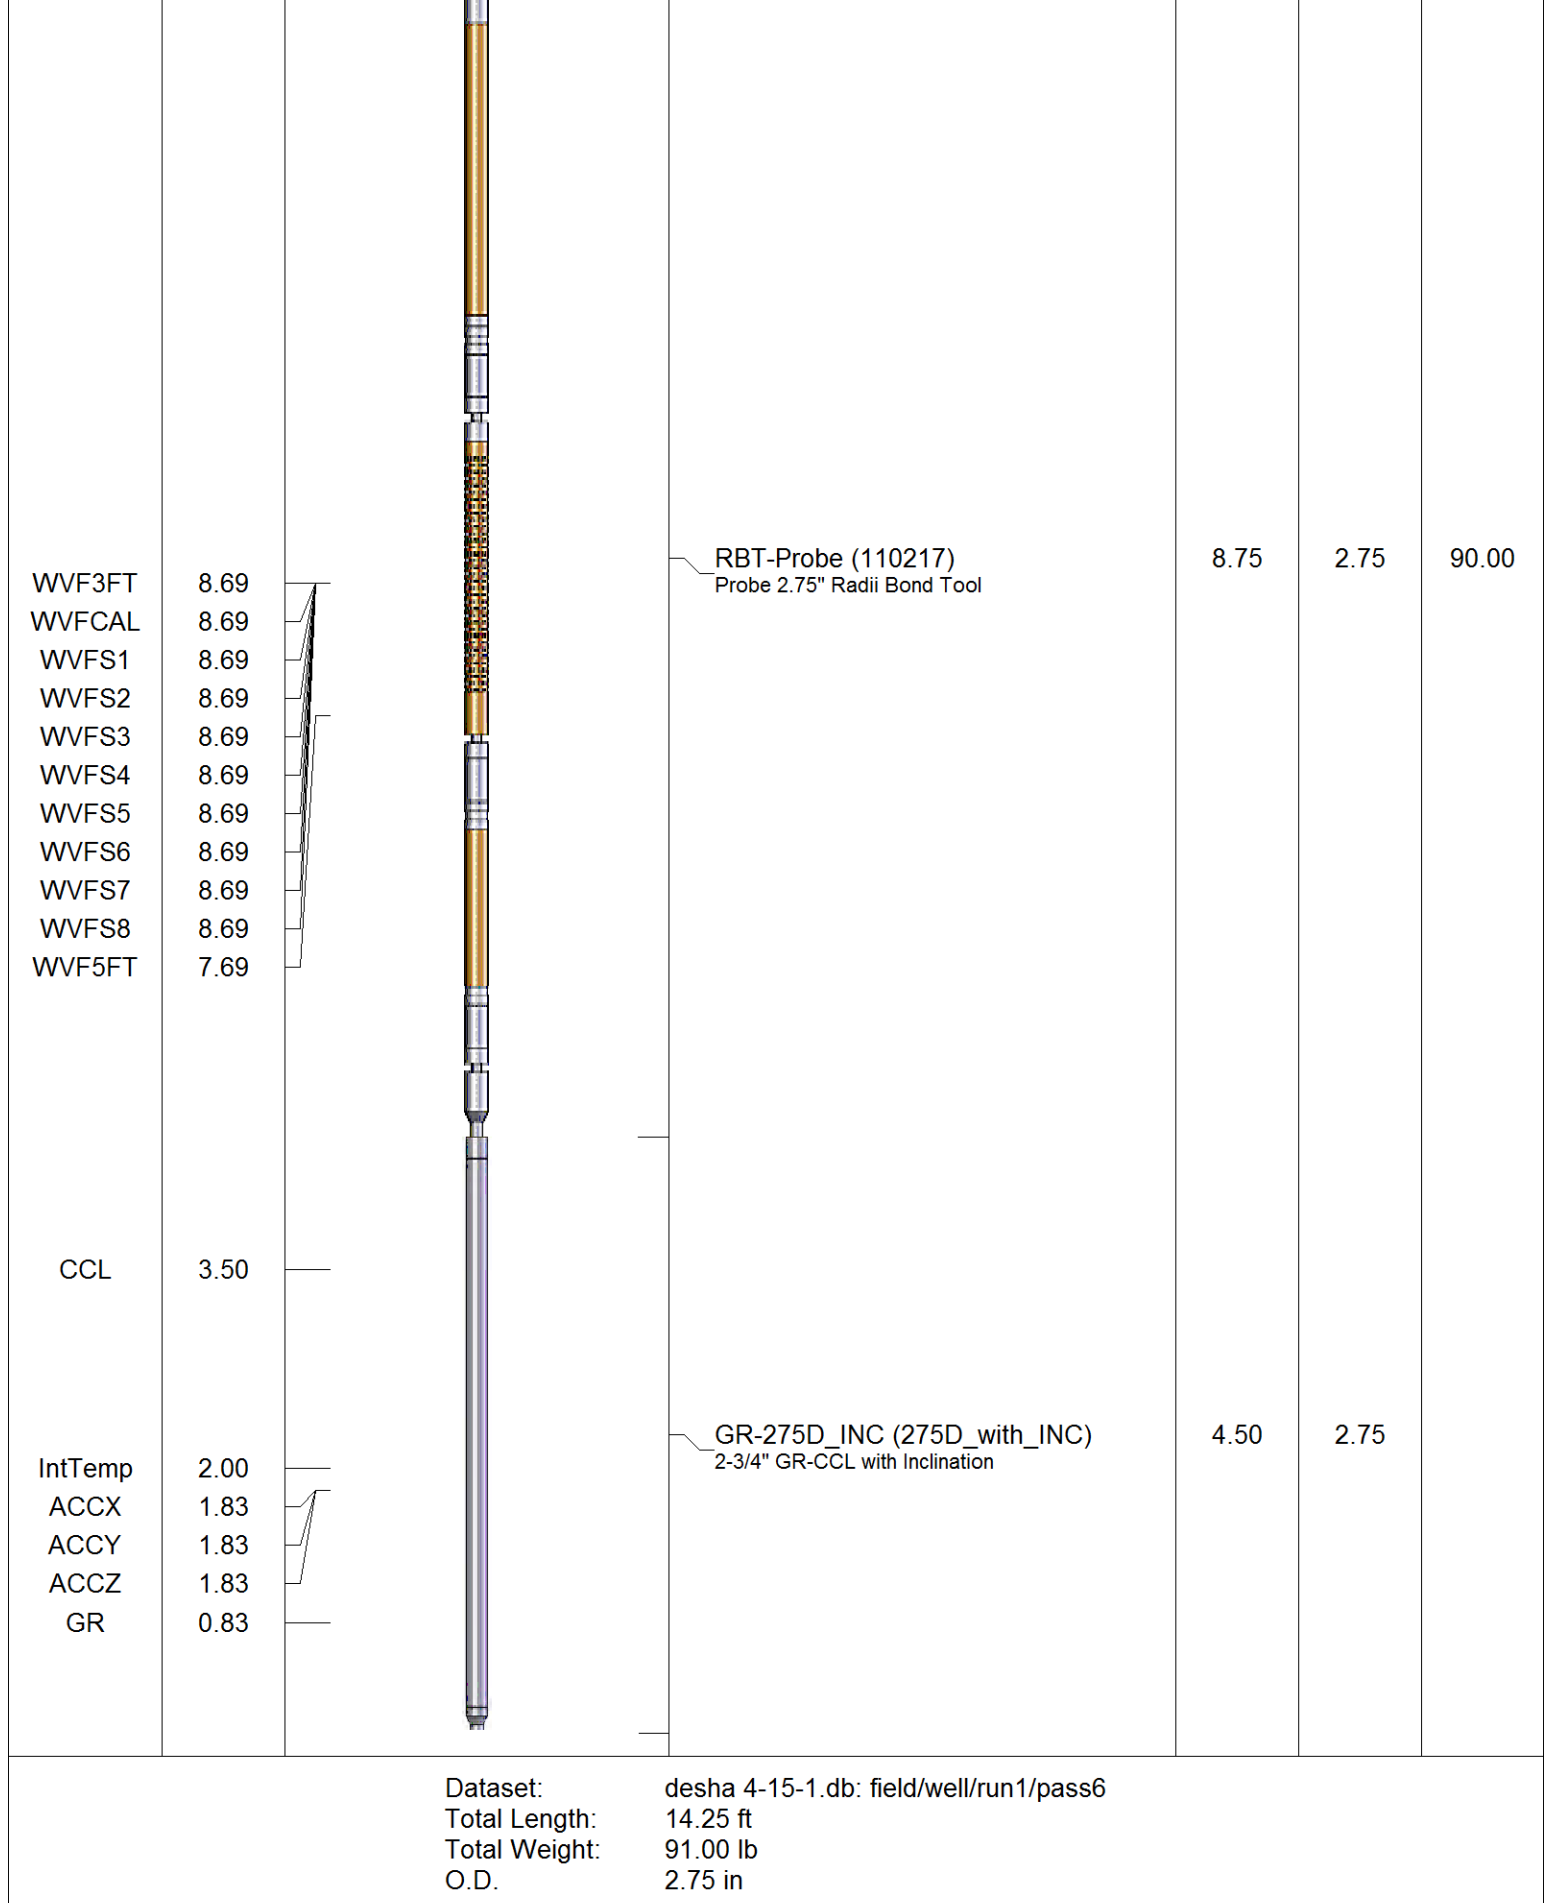 RBT-Probe (110217) 8.75 2.75 90.00
Probe 2.75" Radii Bond Tool
WVF3FT 8.69
WVFCAL 8.69
WVFS1 8.69
WVFS2 8.69
WVFS3 8.69
WVFS4 8.69
WVFS5 8.69
WVFS6 8.69
WVFS7 8.69
WVFS8 8.69
WVF5FT 7.69
CCL 3.50
GR-275D_INC (275D_with_INC) 4.50 2.75
2-3/4" GR-CCL with Inclination
IntTemp 2.00
ACCX 1.83
ACCY 1.83
ACCZ 1.83
GR 0.83
Dataset: desha 4-15-1.db: field/well/run1/pass6
Total Length: 14.25 ft
Total Weight: 91.00 lb
O.D. 2.75 in